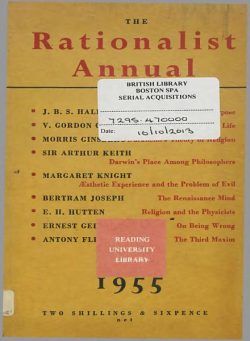 THE
Rationalist
Annual
BRITISH LIBRARY
BOSTON SPA
SERIAL ACQUISITIONS
7295.470000
Date: 10/10/2013
J. B. S. HAL
V. GORDON C Life
MORRIS GINS Theory of Religion
SIR ARTHUR KEITH
Darwin's Place Among Philosophers
MARGARET KNIGHT
Æsthetic Experience and the Problem of Evil
BERTRAM JOSEPH The Renaissance Mind
E. H. HUTTEN Religion and the Physicists
ERNEST GE On Being Wrong
ANTONY FL The Third Maxim
READING
UNIVERSITY
LIBRARY
1955
TWO SHILLINGS & SIXPENCE
net